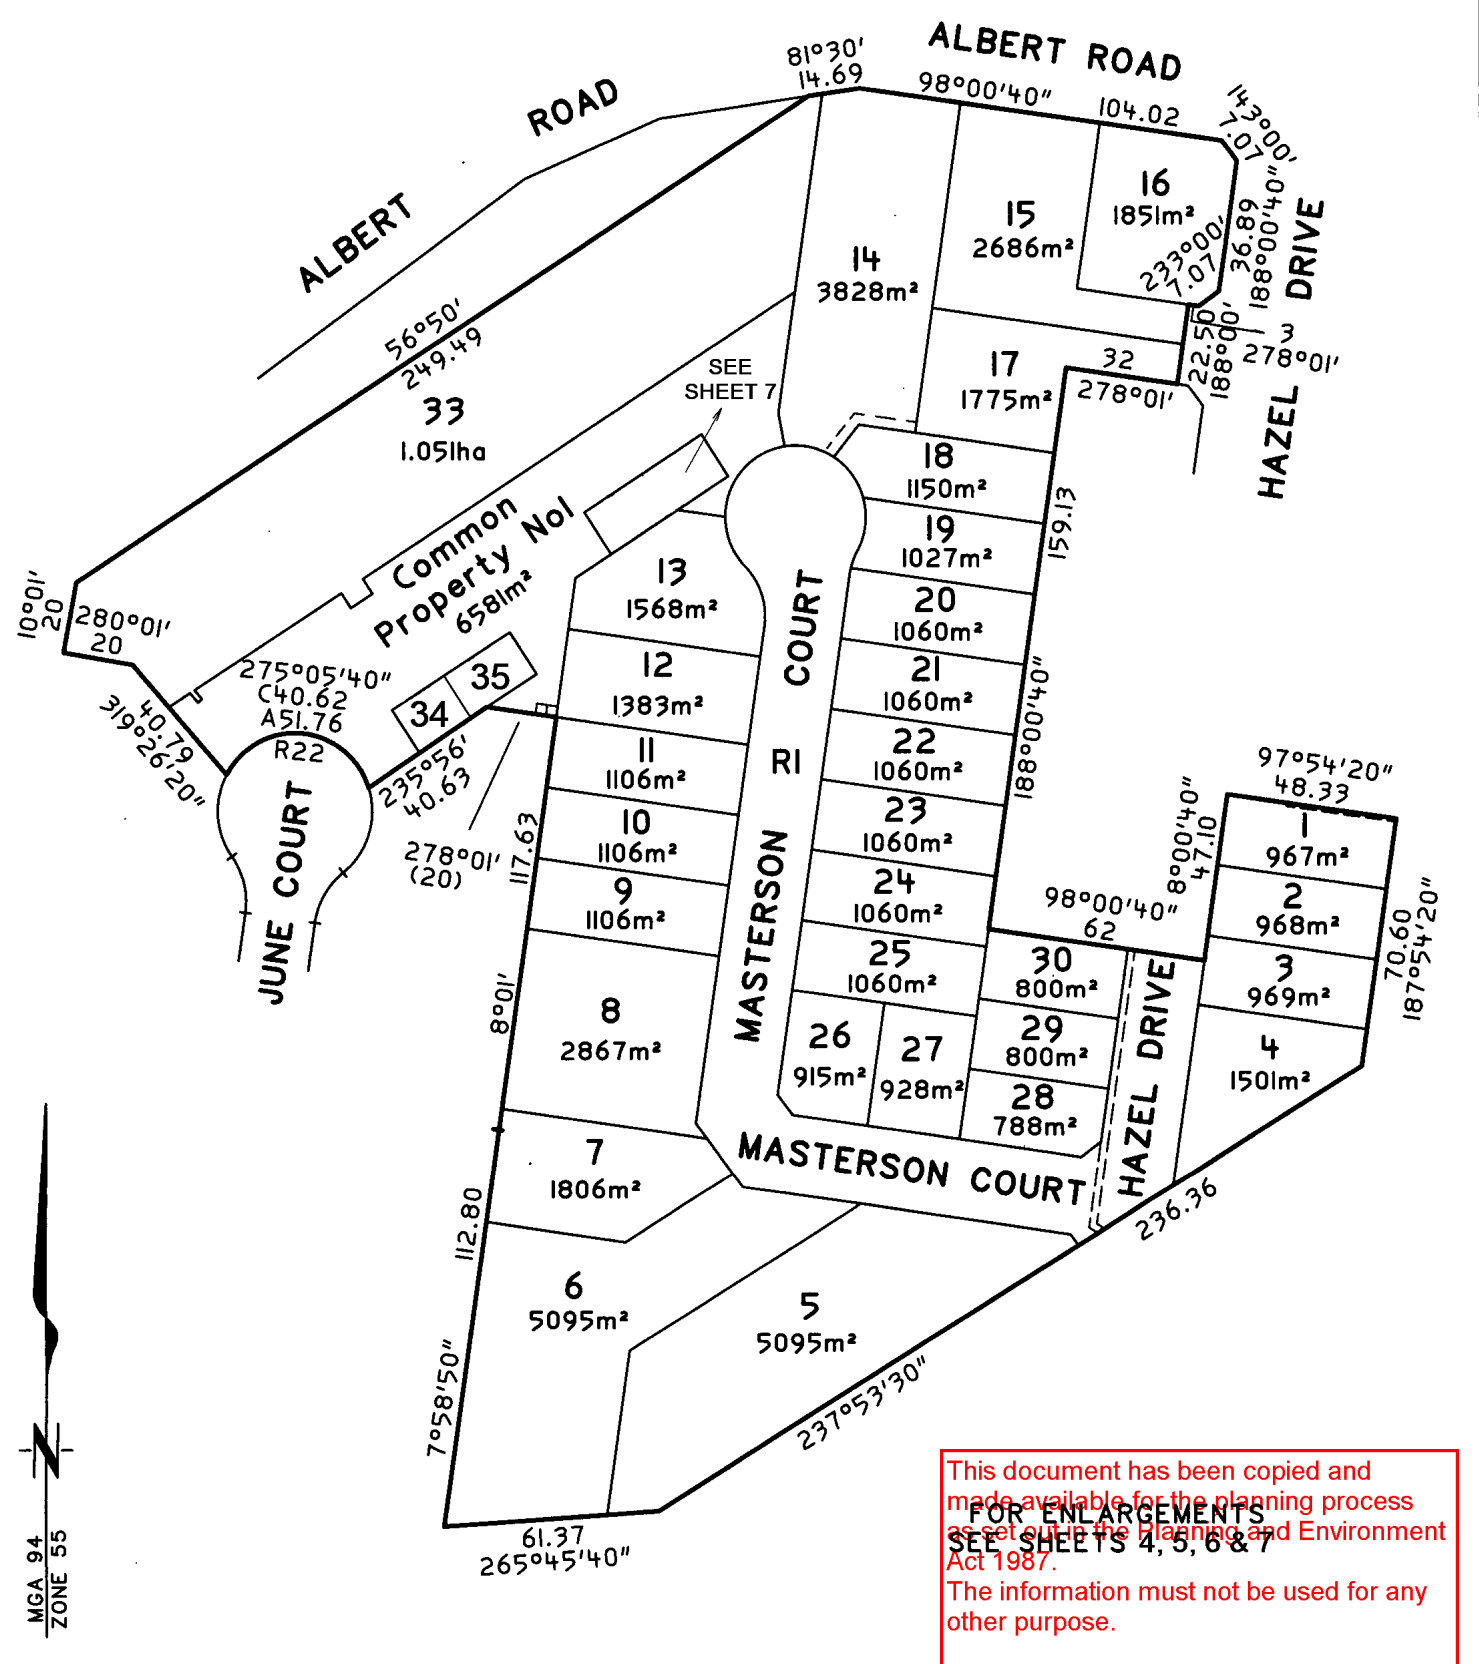 ALBERT ROAD
81°30'
14.69
98°00'40"
104.02
143°00'
7.07
ROAD
ALBERT
16
1851m²
233°00'
7.07
36.89
188°00'40"
HAZEL DRIVE
15
2686m²
14
3828m²
3
278°01'
22.50
188°00'
56°50'
249.49
33
1.051ha
SEE
SHEET 7
17
1775m²
32
278°01'
18
1150m²
19
1027m²
159.13
Common
Property No1
6581m²
13
1568m²
20
1060m²
10°01'
20
280°01'
20
275°05'40"
C40.62
A51.76
R22
35
34
12
1383m²
21
1060m²
188°00'40"
40.79
319°26'20"
235°56'
40.63
11
1106m²
COURT
R1
MASTERSON
22
1060m²
JUNE COURT
278°01'
(20)
117.63
10
1106m²
23
1060m²
97°54'20"
48.33
1
967m²
8°00'40"
47.10
9
1106m²
24
1060m²
98°00'40"
62
2
968m²
70.60
187°54'20"
25
1060m²
30
800m²
3
969m²
8°01'
8
2867m²
26
915m²
27
928m²
29
800m²
HAZEL DRIVE
4
1501m²
28
788m²
7
1806m²
MASTERSON COURT
236.36
112.80
6
5095m²
5
5095m²
7°58'50"
237°53'30"
61.37
265°45'40"
MGA 94
ZONE 55
N
FOR ENLARGEMENTS
SEE SHEETS 4, 5, 6 & 7
This document has been copied and
made available for the planning process
as set out in the Planning and Environment
Act 1987.
The information must not be used for any
other purpose.